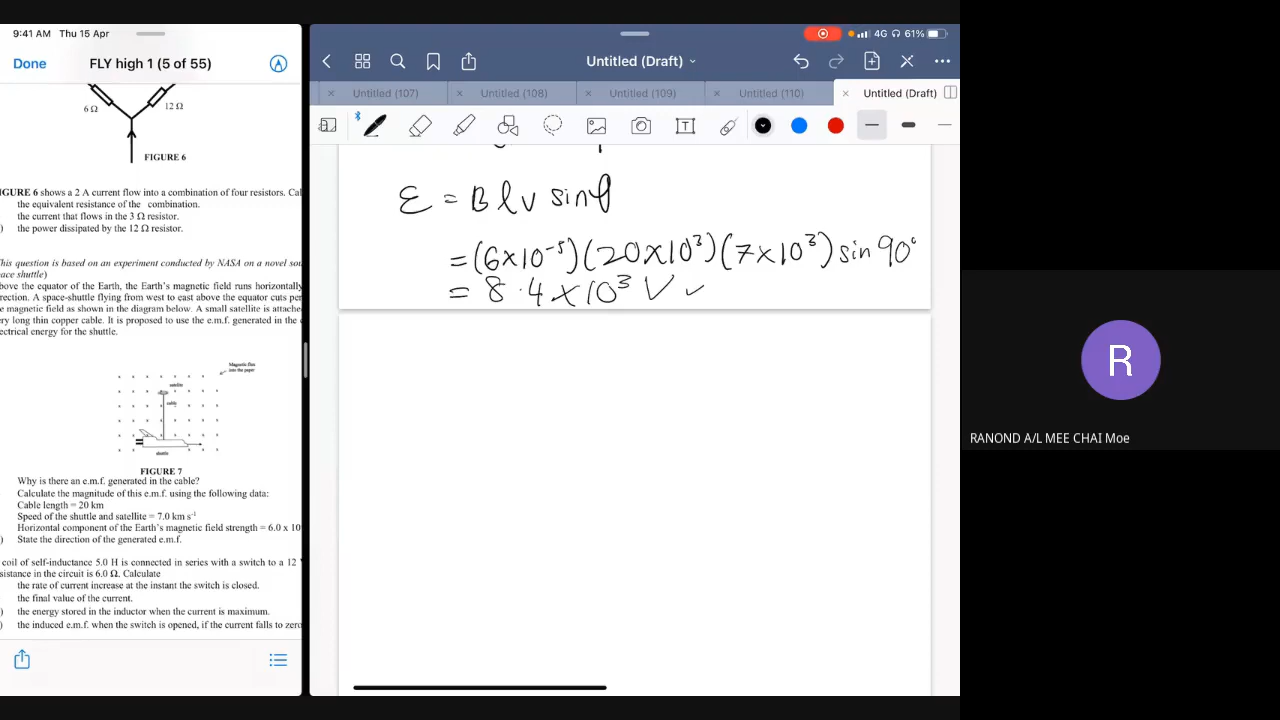 9:41 AM Thu 15 Apr
Done
FLY high 1 (5 of 55)
6 Ω
12 Ω
FIGURE 6
IGURE 6 shows a 2 A current flow into a combination of four resistors. Cal
the equivalent resistance of the combination.
the current that flows in the 3 Ω resistor.
) the power dissipated by the 12 Ω resistor.
his question is based on an experiment conducted by NASA on a novel sou
ace shuttle)
ove the equator of the Earth, the Earth's magnetic field runs horizontally
rection. A space-shuttle flying from west to east above the equator cuts per
e magnetic field as shown in the diagram below. A small satellite is attache
ry long thin copper cable. It is proposed to use the e.m.f. generated in the c
ectrical energy for the shuttle.
Magnetic flux
into the paper
satellite
cable
shuttle
FIGURE 7
Why is there an e.m.f. generated in the cable?
Calculate the magnitude of this e.m.f. using the following data:
Cable length = 20 km
Speed of the shuttle and satellite = 7.0 km s⁻¹
Horizontal component of the Earth's magnetic field strength = 6.0 x 10
) State the direction of the generated e.m.f.
coil of self-inductance 5.0 H is connected in series with a switch to a 12 V
sistance in the circuit is 6.0 Ω. Calculate
the rate of current increase at the instant the switch is closed.
the final value of the current.
) the energy stored in the inductor when the current is maximum.
) the induced e.m.f. when the switch is opened, if the current falls to zero
4G 61%
Untitled (Draft)
Untitled (107)
Untitled (108)
Untitled (109)
Untitled (110)
Untitled (Draft)
ε = B l v sin θ
= (6×10⁻⁵)(20×10³)(7×10³) sin 90°
= 8.4 × 10³ V ✓
R
RANOND A/L MEE CHAI Moe